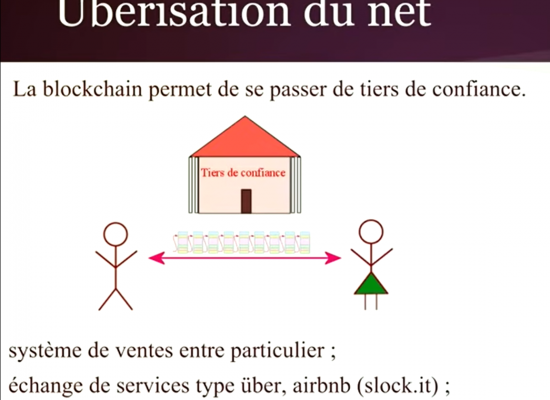 Ubérisation du net
La blockchain permet de se passer de tiers de confiance.
Tiers de confiance
système de ventes entre particulier ;
échange de services type über, airbnb (slock.it) ;